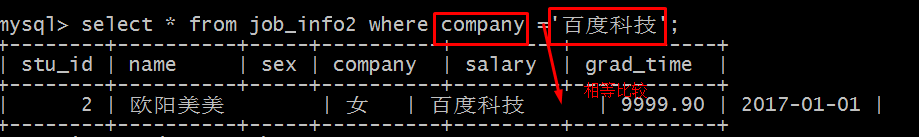 mysql> select * from job_info2 where company ='百度科技';
+--------+--------------+------+--------------+---------+------------+
| stu_id | name | sex | company | salary | grad_time |
+--------+--------------+------+--------------+---------+------------+
相等比较
| 2 | 欧阳美美 | 女 | 百度科技 | 9999.90 | 2017-01-01 |